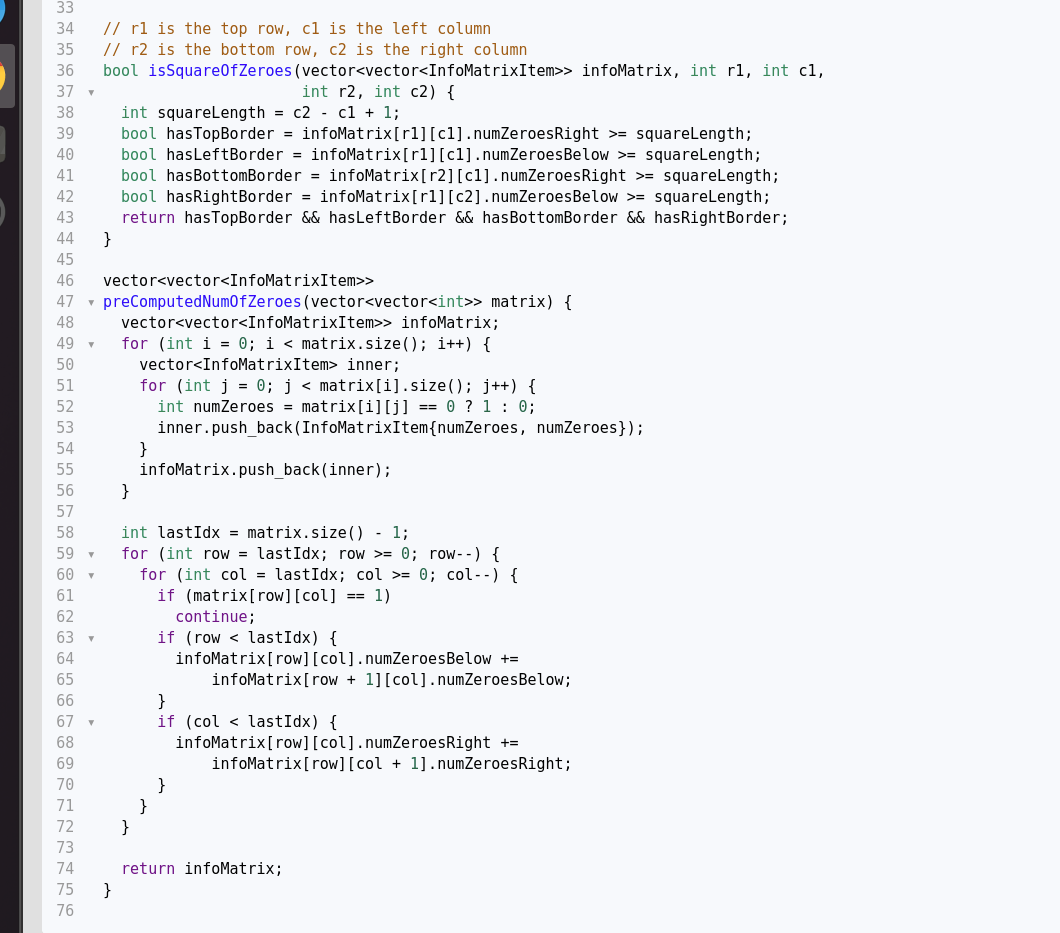 33
34 // r1 is the top row, c1 is the left column
35 // r2 is the bottom row, c2 is the right column
36 bool isSquareOfZeroes(vector<vector<InfoMatrixItem>> infoMatrix, int r1, int c1,
37                       int r2, int c2) {
38   int squareLength = c2 - c1 + 1;
39   bool hasTopBorder = infoMatrix[r1][c1].numZeroesRight >= squareLength;
40   bool hasLeftBorder = infoMatrix[r1][c1].numZeroesBelow >= squareLength;
41   bool hasBottomBorder = infoMatrix[r2][c1].numZeroesRight >= squareLength;
42   bool hasRightBorder = infoMatrix[r1][c2].numZeroesBelow >= squareLength;
43   return hasTopBorder && hasLeftBorder && hasBottomBorder && hasRightBorder;
44 }
45
46 vector<vector<InfoMatrixItem>>
47 preComputedNumOfZeroes(vector<vector<int>> matrix) {
48   vector<vector<InfoMatrixItem>> infoMatrix;
49   for (int i = 0; i < matrix.size(); i++) {
50     vector<InfoMatrixItem> inner;
51     for (int j = 0; j < matrix[i].size(); j++) {
52       int numZeroes = matrix[i][j] == 0 ? 1 : 0;
53       inner.push_back(InfoMatrixItem{numZeroes, numZeroes});
54     }
55     infoMatrix.push_back(inner);
56   }
57
58   int lastIdx = matrix.size() - 1;
59   for (int row = lastIdx; row >= 0; row--) {
60     for (int col = lastIdx; col >= 0; col--) {
61       if (matrix[row][col] == 1)
62         continue;
63       if (row < lastIdx) {
64         infoMatrix[row][col].numZeroesBelow +=
65             infoMatrix[row + 1][col].numZeroesBelow;
66       }
67       if (col < lastIdx) {
68         infoMatrix[row][col].numZeroesRight +=
69             infoMatrix[row][col + 1].numZeroesRight;
70       }
71     }
72   }
73
74   return infoMatrix;
75 }
76